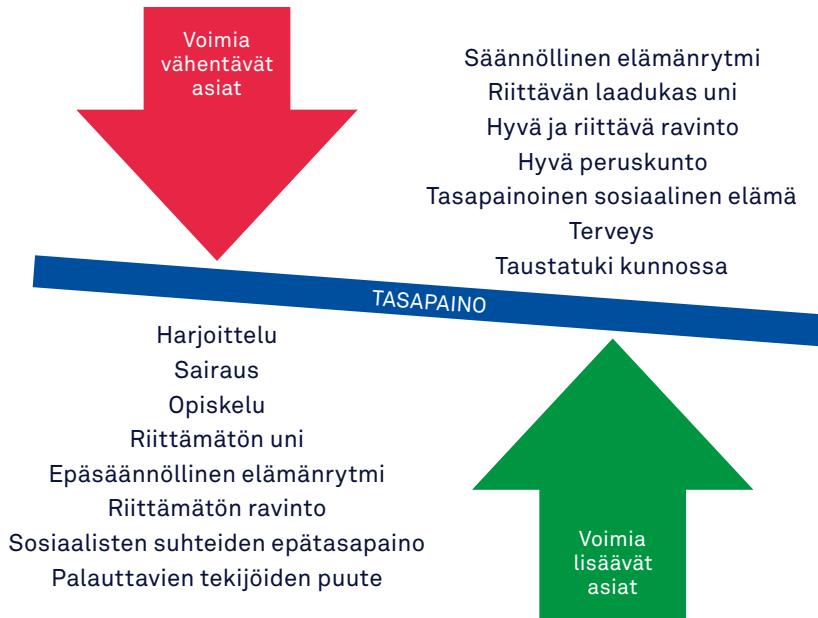 Voimia
vähentävät
asiat
Säännöllinen elämänrytmi
Riittävän laadukas uni
Hyvä ja riittävä ravinto
Hyvä peruskunto
Tasapainoinen sosiaalinen elämä
Terveys
Taustatuki kunnossa
TASAPAINO
Harjoittelu
Sairaus
Opiskelu
Riittämätön uni
Epäsäännöllinen elämänrytmi
Riittämätön ravinto
Sosiaalisten suhteiden epätasapaino
Palauttavien tekijöiden puute
Voimia
lisäävät
asiat